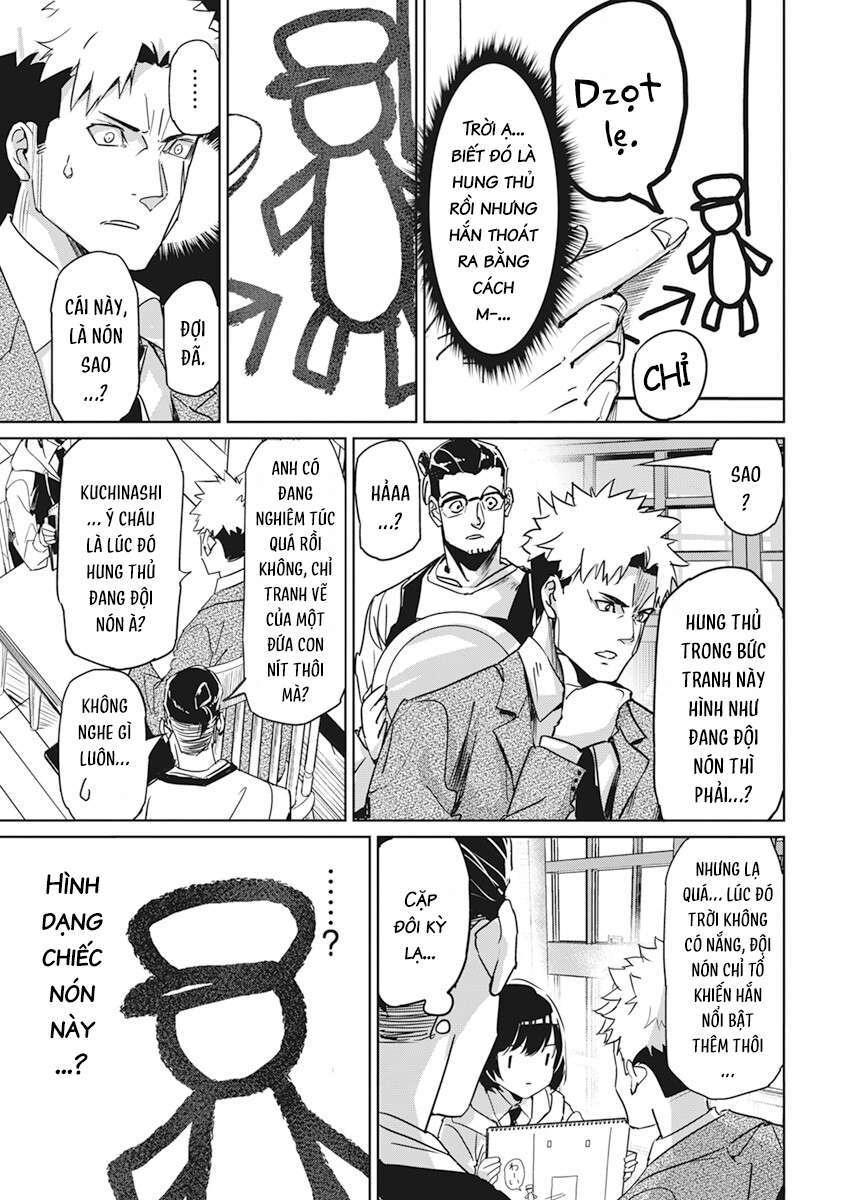 Dzọt
lẹ.
TRỜI Ạ...
BIẾT ĐÓ LÀ
HUNG THỦ
RỒI NHƯNG
HẮN THOÁT
RA BẰNG
CÁCH
M-...
CHỈ
......
ĐỢI
ĐÃ.
CÁI NÀY,
LÀ NÓN
SAO
...?
SAO
?
HUNG THỦ
TRONG BỨC
TRANH NÀY
HÌNH NHƯ
ĐANG ĐỘI
NÓN THÌ
PHẢI...?
HẢAA
...?
ANH CÓ
ĐANG
NGHIÊM TÚC
QUÁ RỒI
KHÔNG, CHỈ
TRANH VẼ
CỦA MỘT
ĐỨA CON
NÍT THÔI
MÀ?
KUCHINASHI
... Ý CHÁU
LÀ LÚC ĐÓ
HUNG THỦ
ĐANG ĐỘI
NÓN À?
KHÔNG
NGHE GÌ
LUÔN...
NHƯNG LẠ
QUÁ... LÚC ĐÓ
TRỜI KHÔNG
CÓ NẮNG, ĐỘI
NÓN CHỈ TỔ
KHIẾN HẮN
NỔI BẬT
THÊM THÔI
...
CẶP
ĐÔI KỲ
LẠ...
......?
HÌNH
DẠNG
CHIẾC
NÓN
NÀY
...?